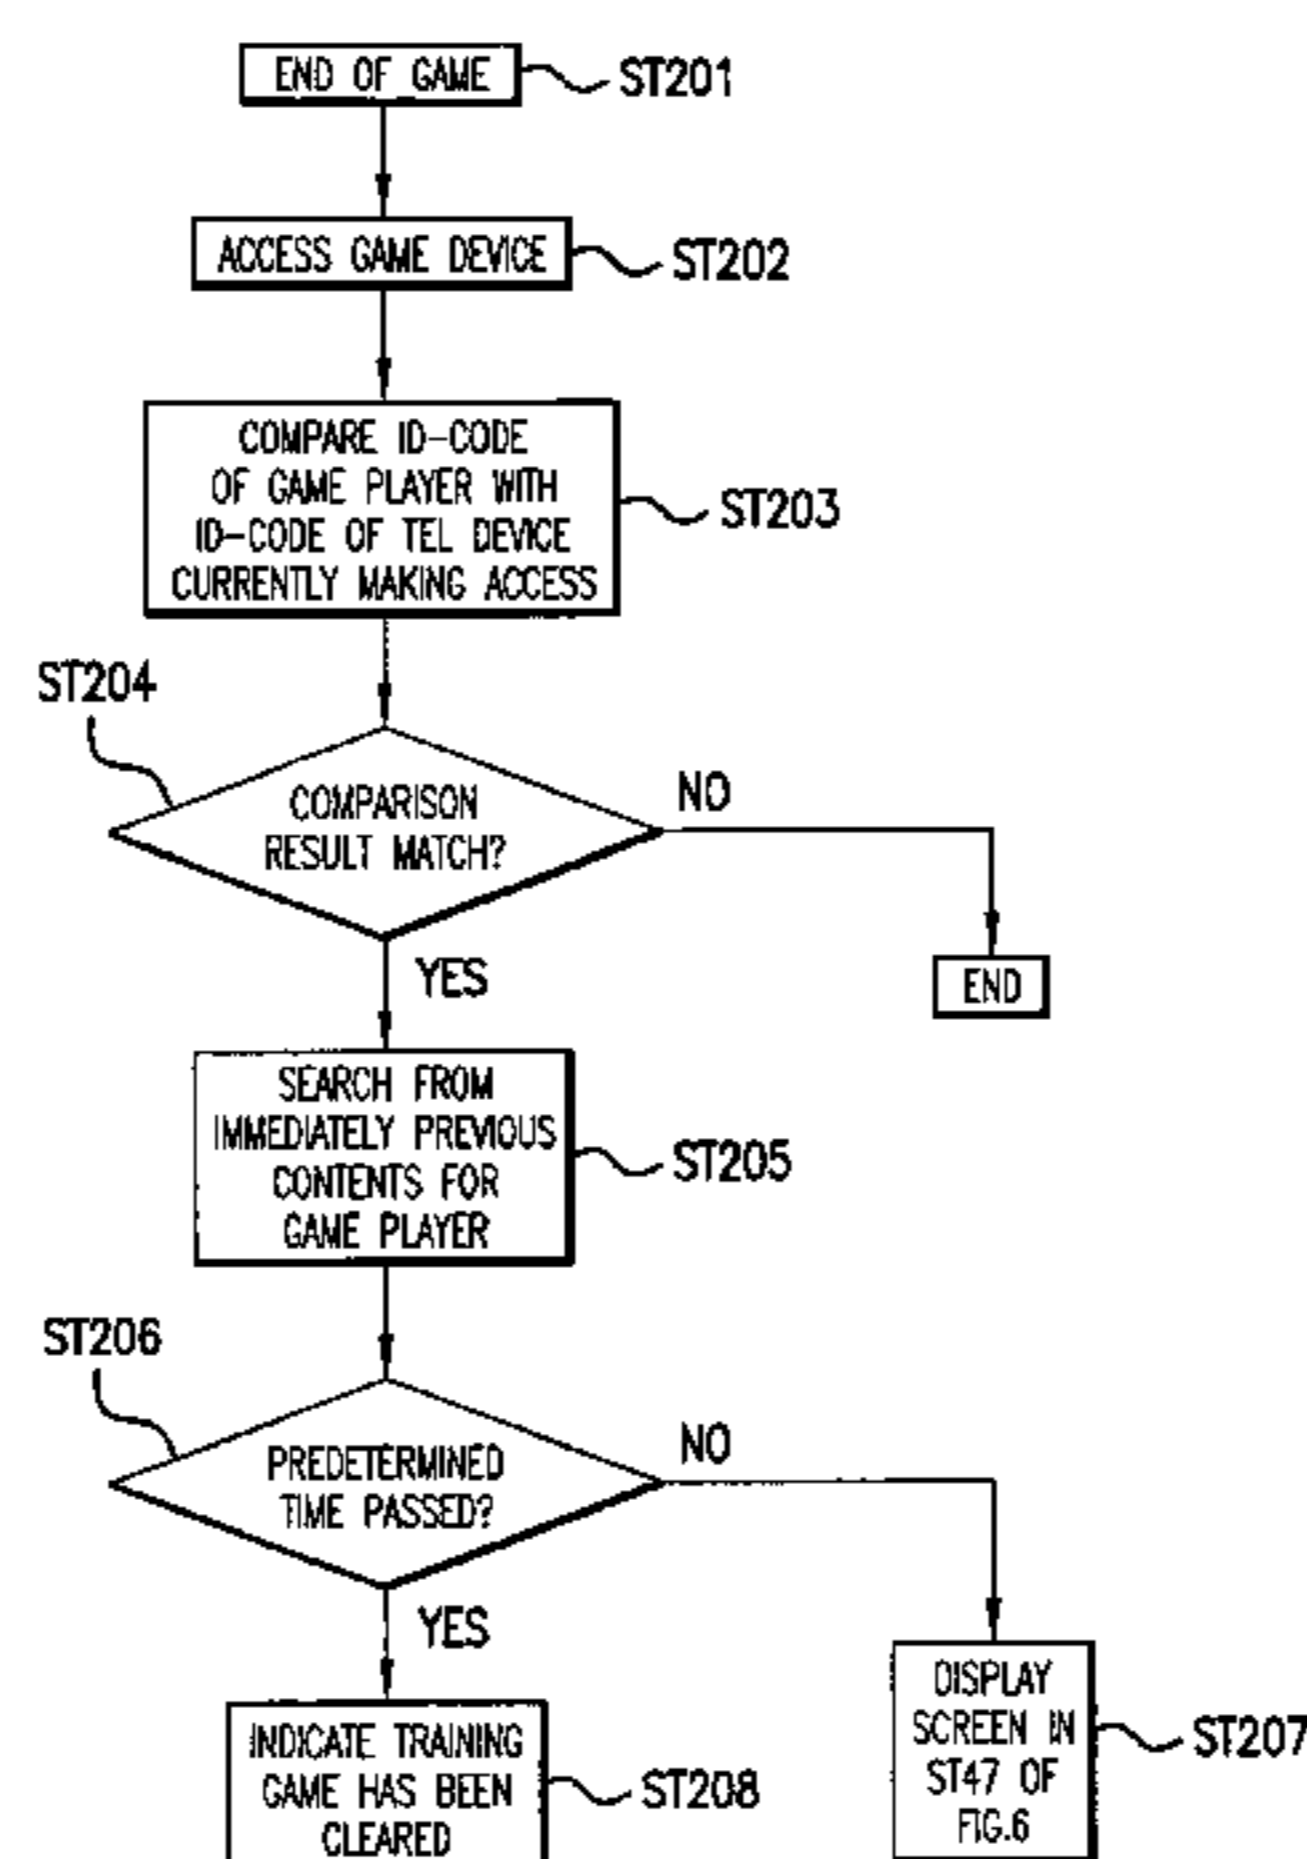 END OF GAME
ST201
ACCESS GAME DEVICE
ST202
COMPARE ID-CODE
OF GAME PLAYER WITH
ID-CODE OF TEL DEVICE
CURRENTLY MAKING ACCESS
ST203
ST204
COMPARISON
RESULT MATCH?
NO
YES
END
SEARCH FROM
IMMEDIATELY PREVIOUS
CONTENTS FOR
GAME PLAYER
ST205
ST206
PREDETERMINED
TIME PASSED?
NO
YES
DISPLAY
SCREEN IN
ST47 OF
FIG.6
ST207
INDICATE TRAINING
GAME HAS BEEN
CLEARED
ST208